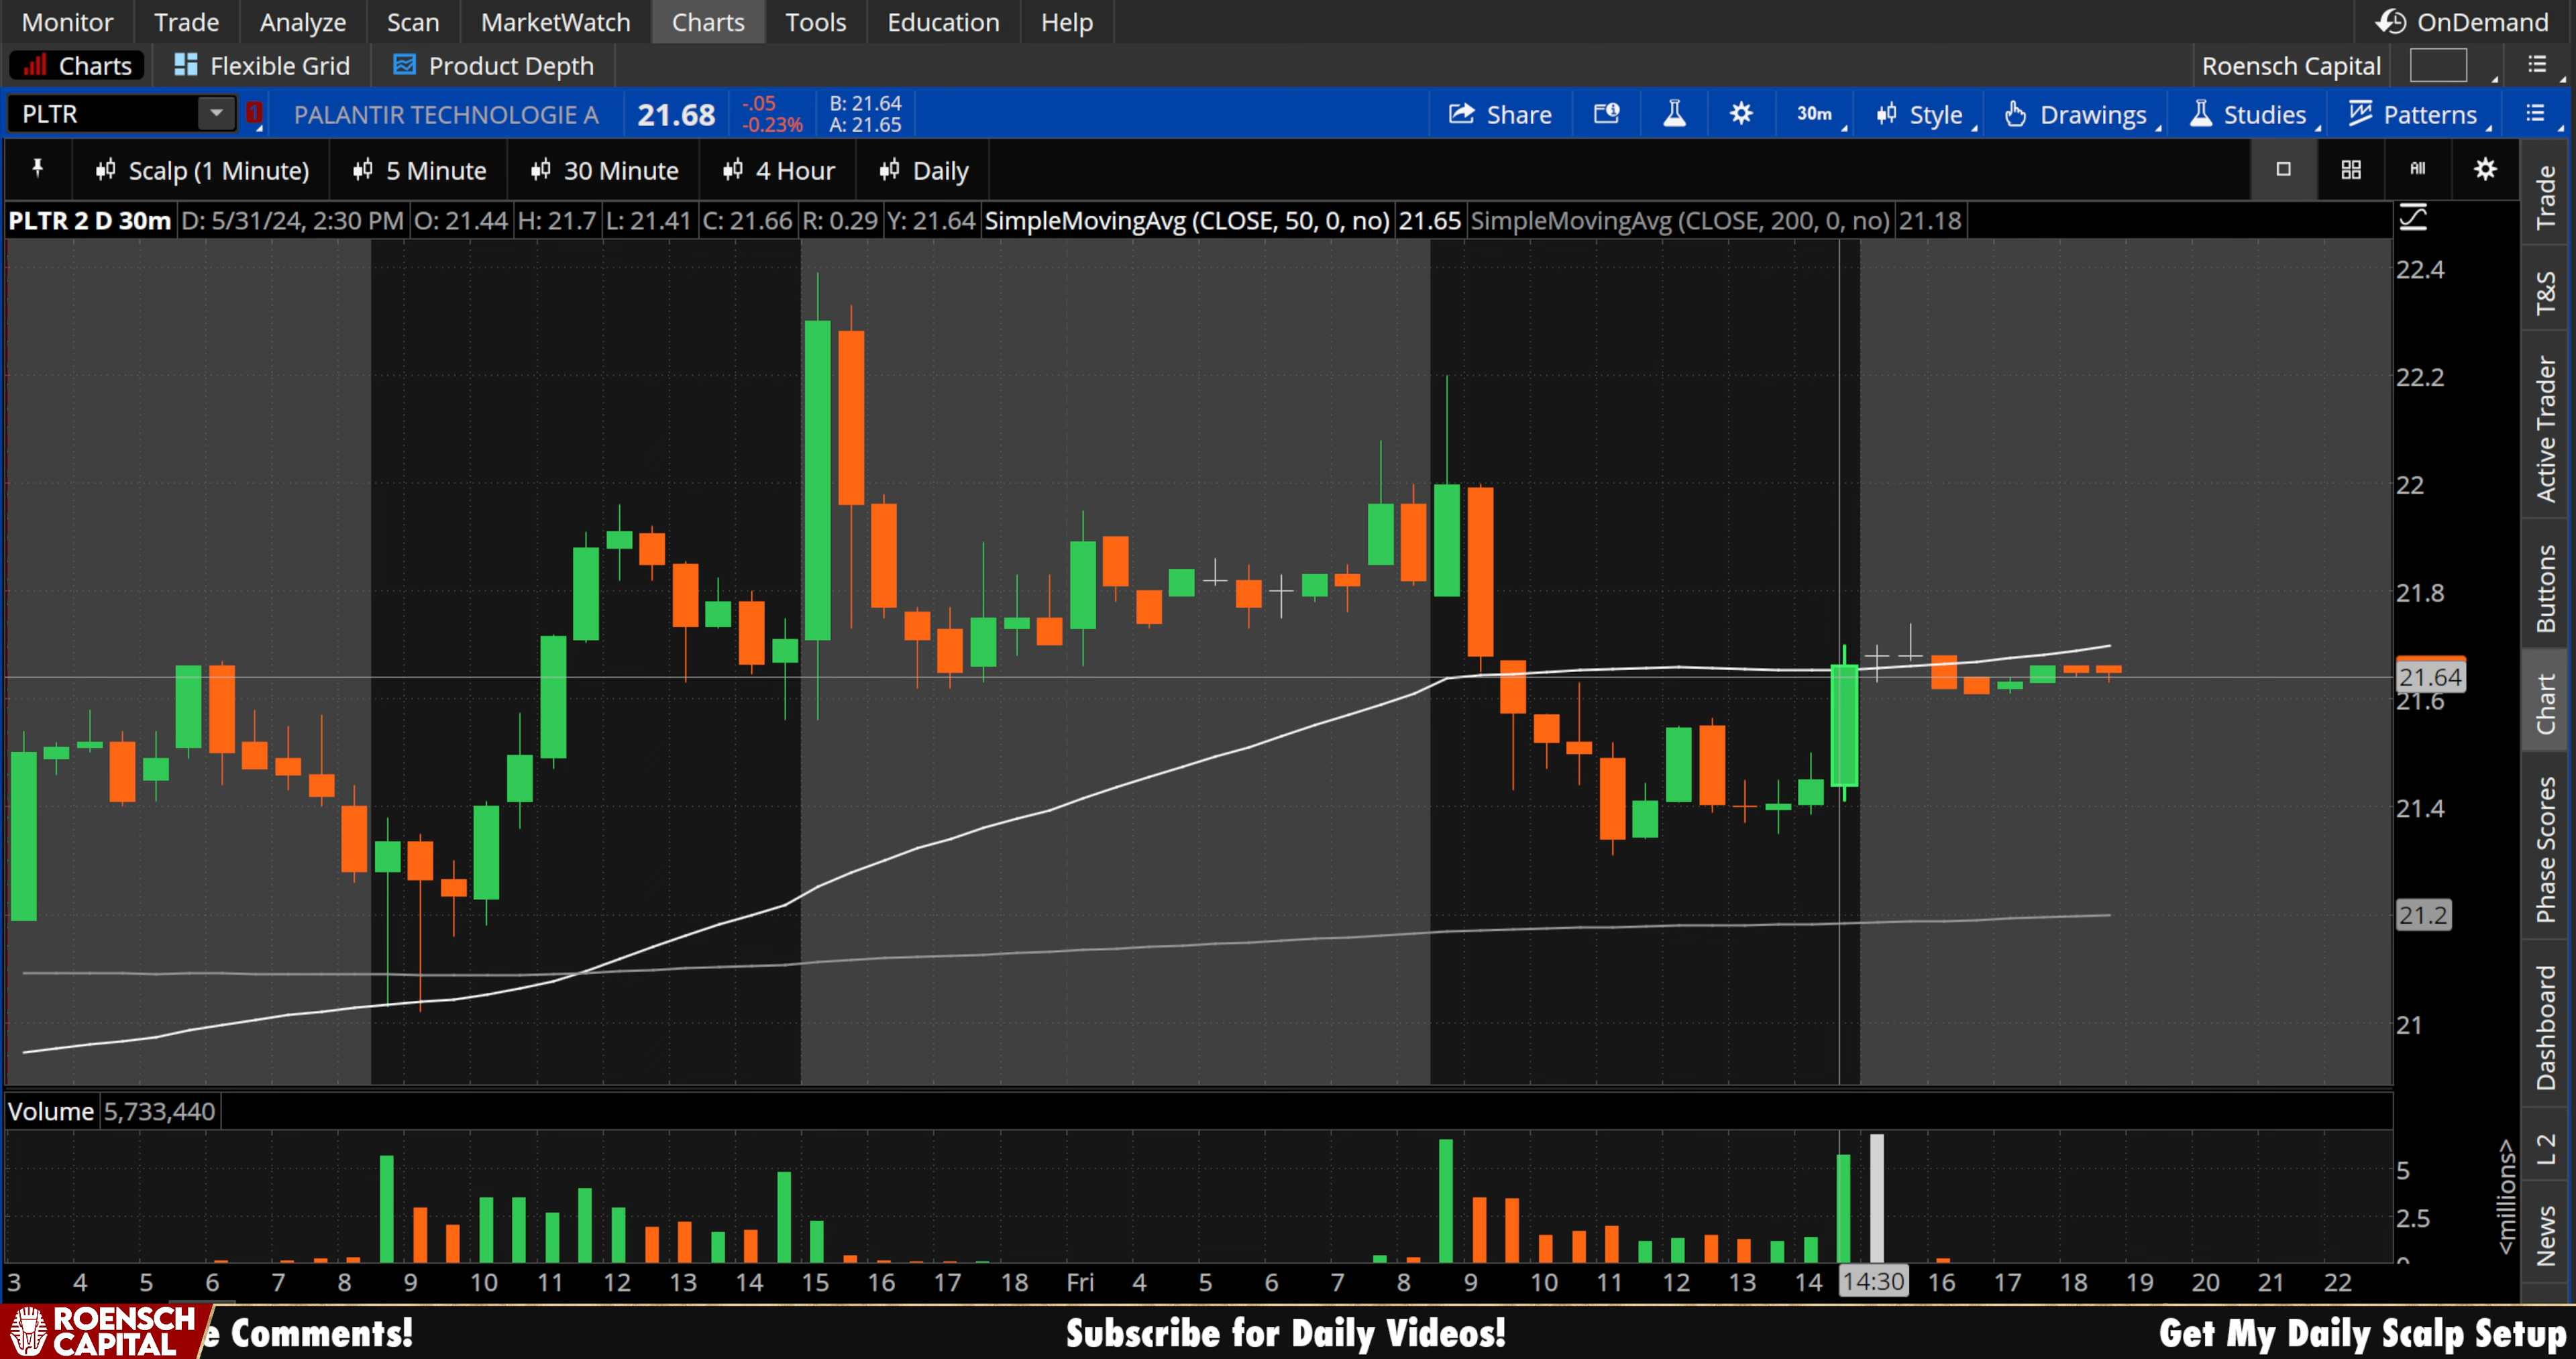 Monitor Trade Analyze Scan MarketWatch Charts Tools Education Help OnDemand
Charts Flexible Grid Product Depth Roensch Capital
PLTR 1 PALANTIR TECHNOLOGIE A 21.68 -.05 B: 21.64 Share 30m Style Drawings Studies Patterns
-0.23% A: 21.65
Scalp (1 Minute) 5 Minute 30 Minute 4 Hour Daily All
PLTR 2 D 30m D: 5/31/24, 2:30 PM O: 21.44 H: 21.7 L: 21.41 C: 21.66 R: 0.29 Y: 21.64 SimpleMovingAvg (CLOSE, 50, 0, no) 21.65 SimpleMovingAvg (CLOSE, 200, 0, no) 21.18
22.4
22.2
22
21.8
21.64
21.6
21.4
21.2
21
Volume 5,733,440
5
2.5
0
<millions>
3 4 5 6 7 8 9 10 11 12 13 14 15 16 17 18 Fri 4 5 6 7 8 9 10 11 12 13 14 14:30 16 17 18 19 20 21 22
Trade
T&S
Active Trader
Buttons
Chart
Phase Scores
Dashboard
L 2
News
ROENSCH
CAPITAL
e Comments! Subscribe for Daily Videos! Get My Daily Scalp Setup